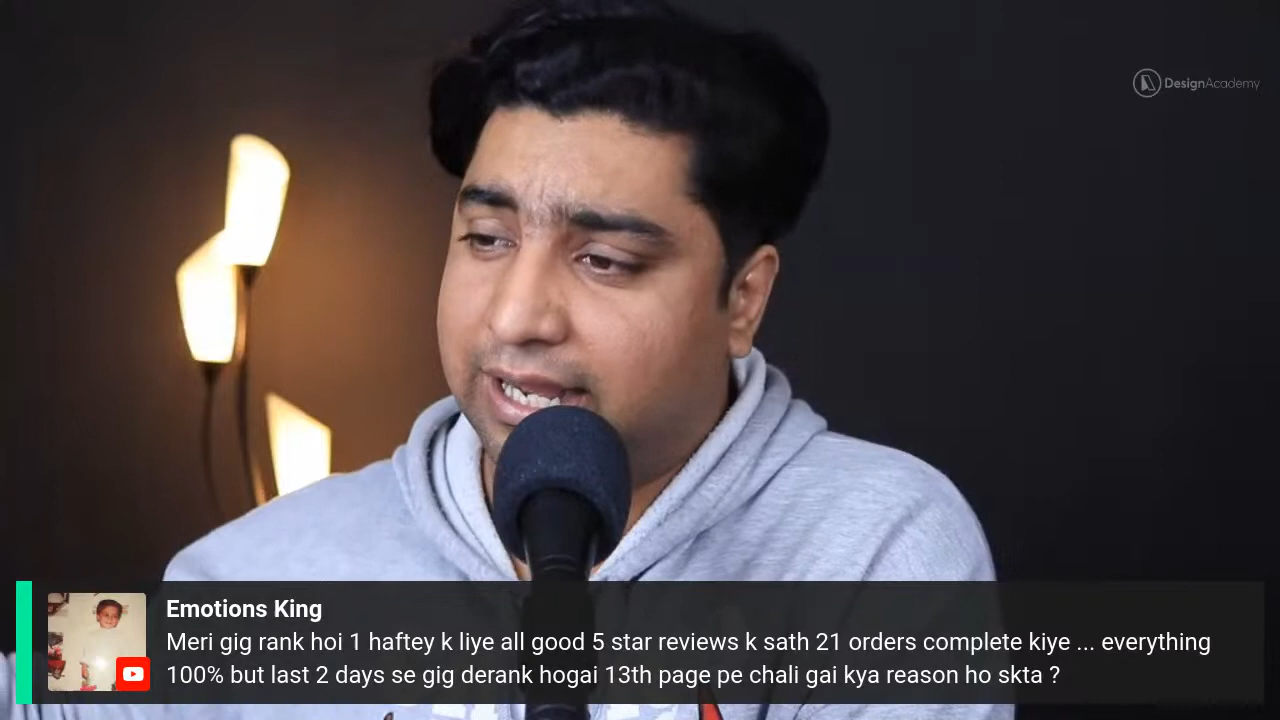 DesignAcademy
Emotions King
Meri gig rank hoi 1 haftey k liye all good 5 star reviews k sath 21 orders complete kiye ... everything
100% but last 2 days se gig derank hogai 13th page pe chali gai kya reason ho skta ?